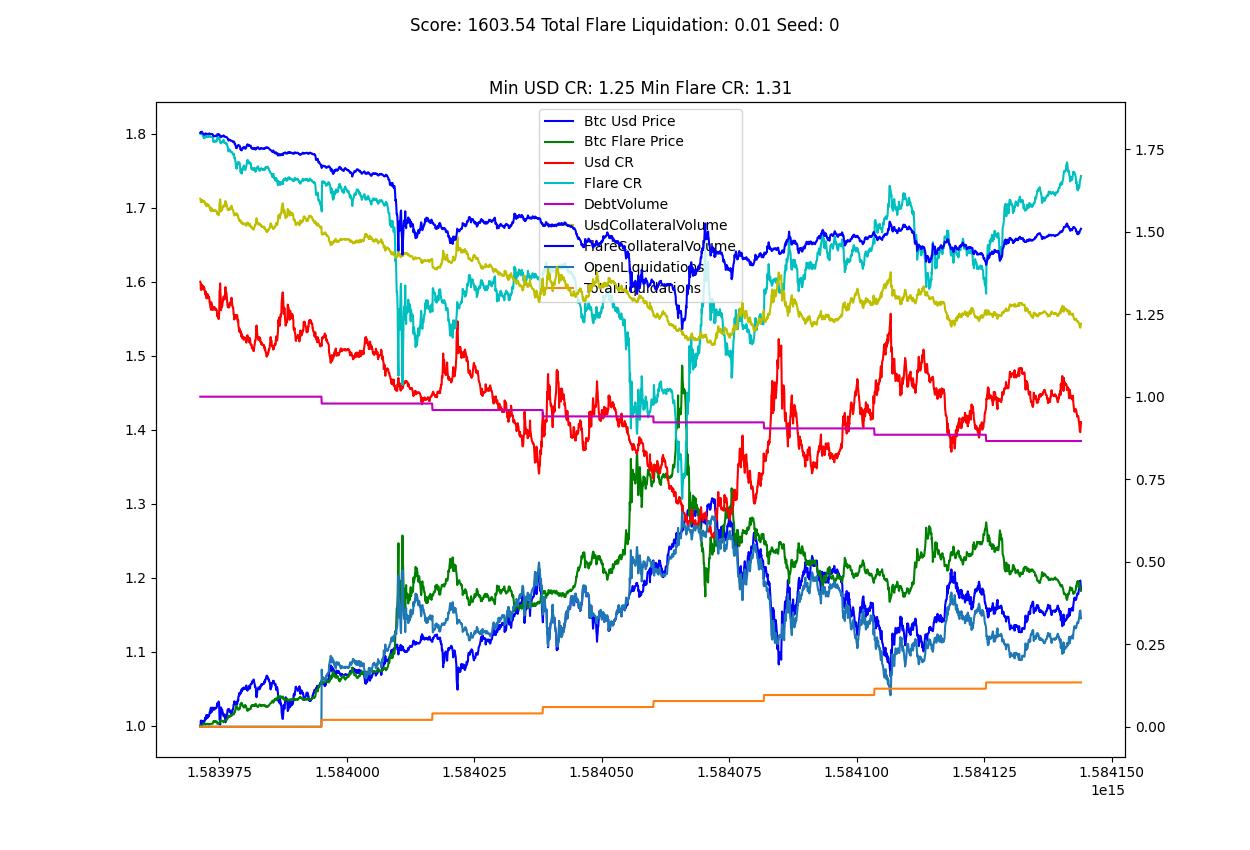 Score: 1603.54 Total Flare Liquidation: 0.01 Seed: 0
Min USD CR: 1.25 Min Flare CR: 1.31
Btc Usd Price
Btc Flare Price
Usd CR
Flare CR
DebtVolume
UsdCollateralVolume
FlareCollateralVolume
OpenLiquidations
TotalLiquidations
1.8
1.7
1.6
1.5
1.4
1.3
1.2
1.1
1.0
1.75
1.50
1.25
1.00
0.75
0.50
0.25
0.00
1.583975 1.584000 1.584025 1.584050 1.584075 1.584100 1.584125 1.584150
1e15